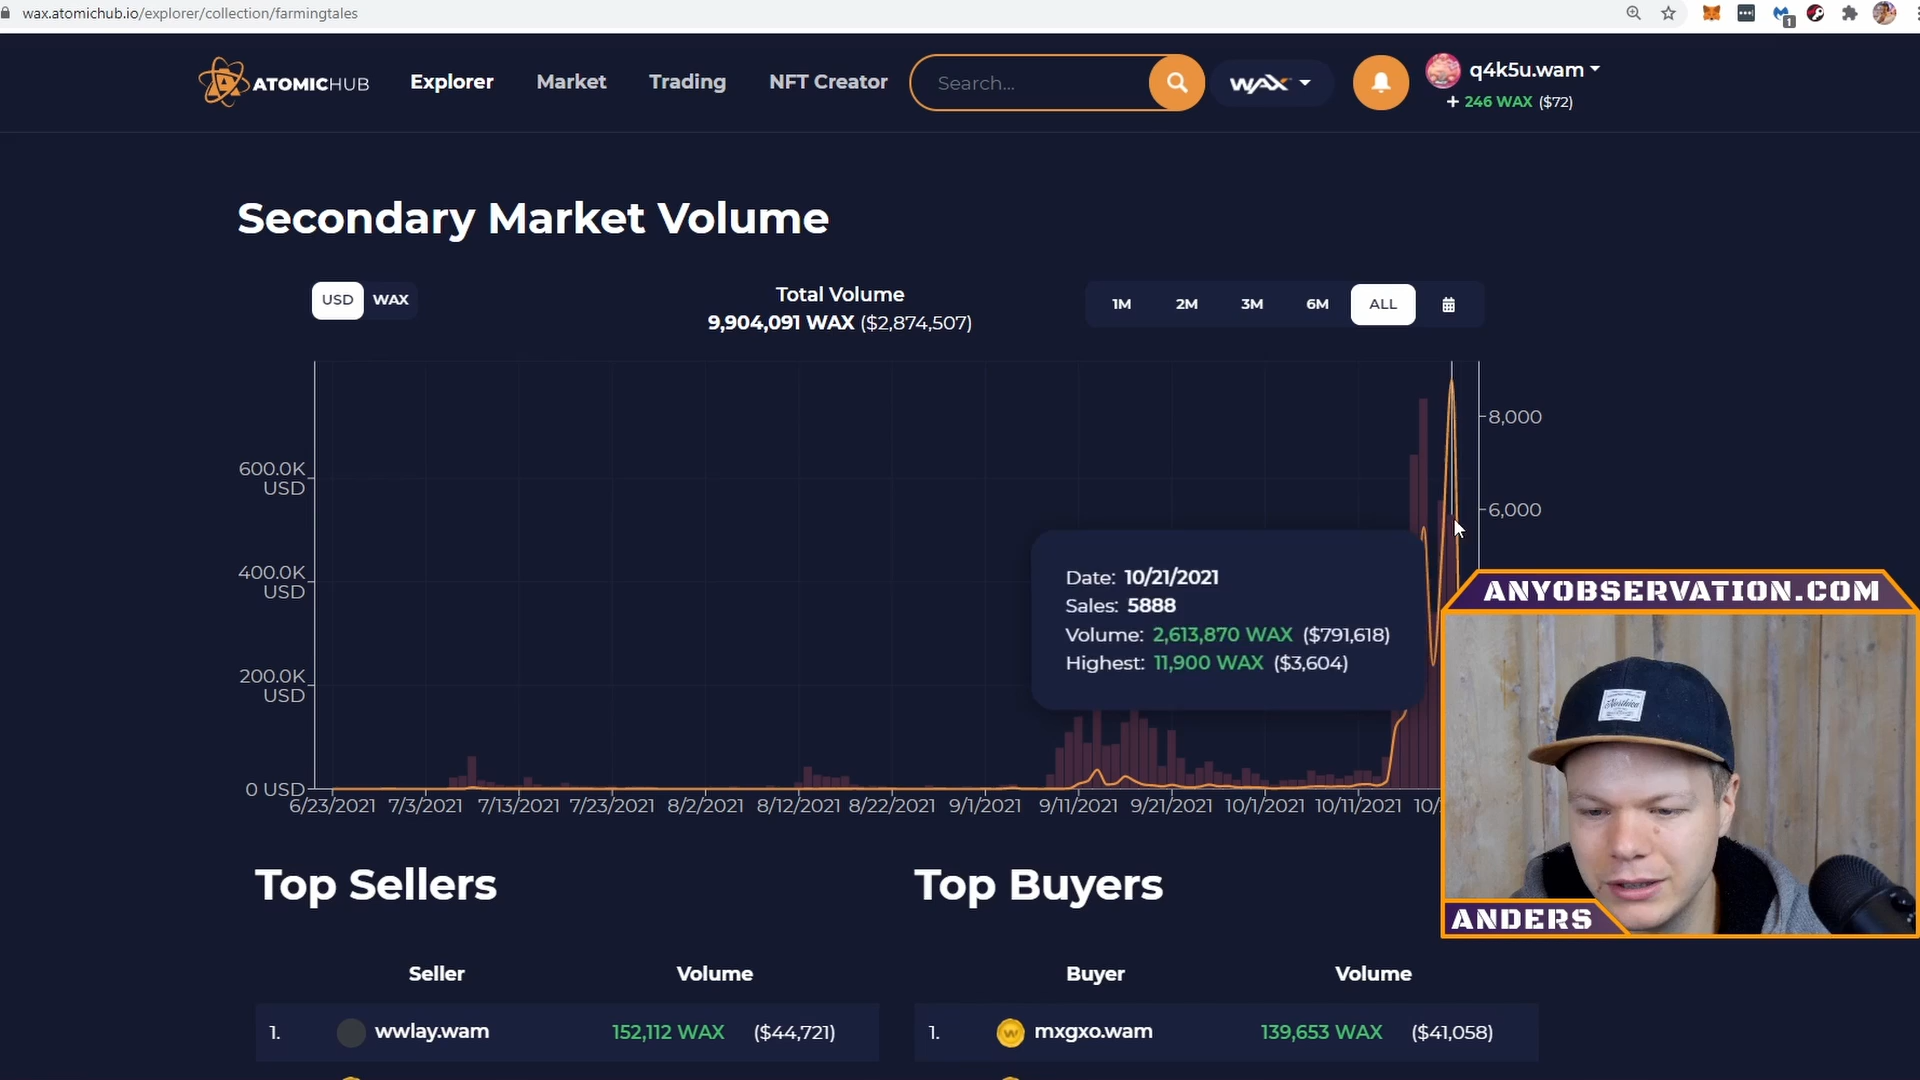 wax.atomichub.io/explorer/collection/farmingtales
1
ATOMICHUB
Explorer
Market
Trading
NFT Creator
Search...
WAX
q4k5u.wam
+ 246 WAX ($72)
Secondary Market Volume
USD WAX
Total Volume
9,904,091 WAX ($2,874,507)
1M 2M 3M 6M ALL
8,000
600.0K
USD
6,000
400.0K
USD
Date: 10/21/2021
Sales: 5888
Volume: 2,613,870 WAX ($791,618)
Highest: 11,900 WAX ($3,604)
200.0K
USD
0 USD
6/23/2021 7/3/2021 7/13/2021 7/23/2021 8/2/2021 8/12/2021 8/22/2021 9/1/2021 9/11/2021 9/21/2021 10/1/2021 10/11/2021 10/
ANYOBSERVATION.COM
ANDERS
Top Sellers
Top Buyers
Seller Volume
Buyer Volume
1. wwlay.wam 152,112 WAX ($44,721)
1. mxgxo.wam 139,653 WAX ($41,058)